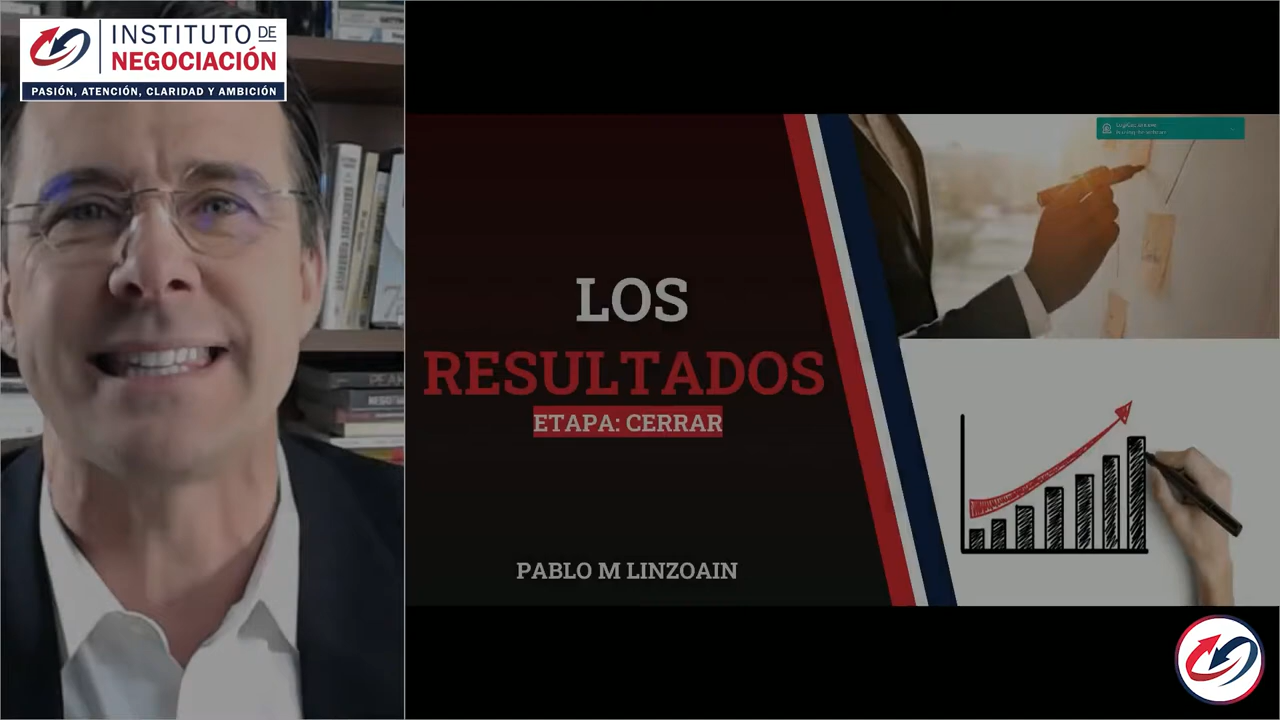 INSTITUTO DE
NEGOCIACIÓN
PASIÓN, ATENCIÓN, CLARIDAD Y AMBICIÓN
LOS
RESULTADOS
ETAPA: CERRAR
PABLO M LINZOAIN